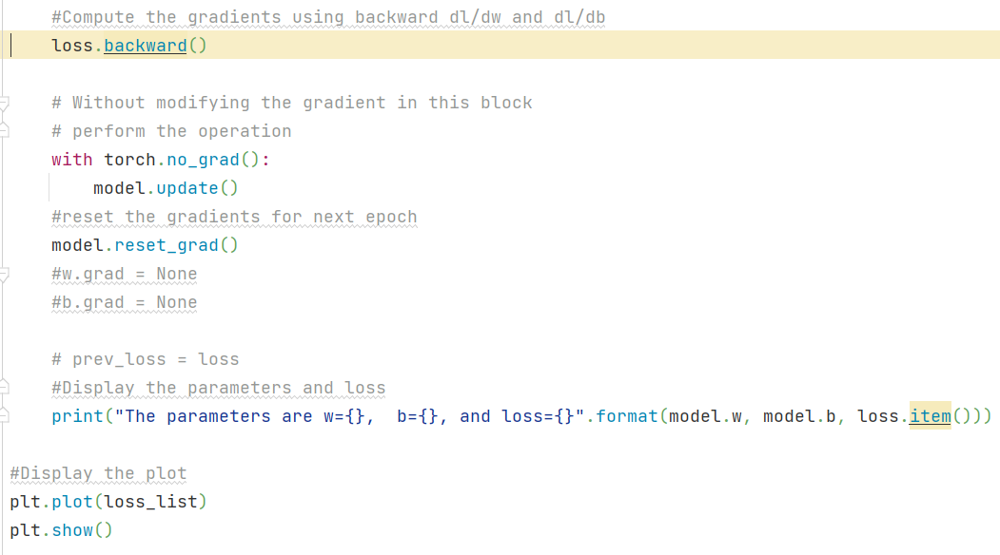 #Compute the gradients using backward dl/dw and dl/db
loss.backward()
# Without modifying the gradient in this block
# perform the operation
with torch.no_grad():
model.update()
#reset the gradients for next epoch
model.reset_grad()
#w.grad = None
#b.grad = None
# prev_loss = loss
#Display the parameters and loss
print("The parameters are w={},  b={}, and loss={}".format(model.w, model.b, loss.item()))
#Display the plot
plt.plot(loss_list)
plt.show()